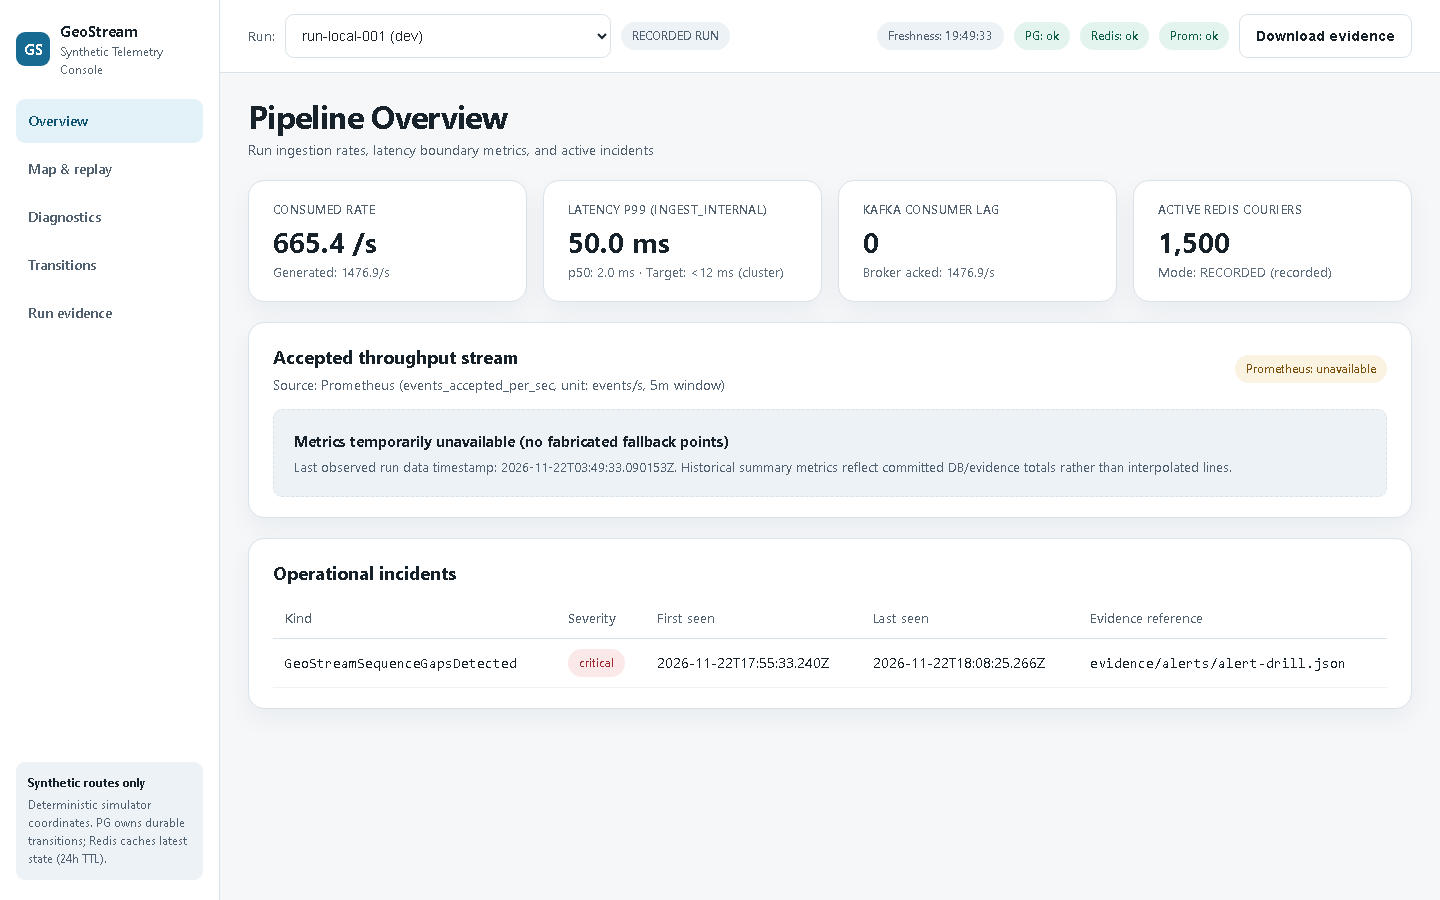 GS
GeoStream
Synthetic Telemetry
Console
Overview
Map & replay
Diagnostics
Transitions
Run evidence
Synthetic routes only
Deterministic simulator
coordinates. PG owns durable
transitions; Redis caches latest
state (24h TTL).
Run: run-local-001 (dev) RECORDED RUN Freshness: 19:49:33 PG: ok Redis: ok Prom: ok Download evidence
Pipeline Overview
Run ingestion rates, latency boundary metrics, and active incidents
CONSUMED RATE
665.4 /s
Generated: 1476.9/s
LATENCY P99 (INGEST_INTERNAL)
50.0 ms
p50: 2.0 ms · Target: <12 ms (cluster)
KAFKA CONSUMER LAG
0
Broker acked: 1476.9/s
ACTIVE REDIS COURIERS
1,500
Mode: RECORDED (recorded)
Accepted throughput stream
Source: Prometheus (events_accepted_per_sec, unit: events/s, 5m window)
Prometheus: unavailable
Metrics temporarily unavailable (no fabricated fallback points)
Last observed run data timestamp: 2026-11-22T03:49:33.090153Z. Historical summary metrics reflect committed DB/evidence totals rather than interpolated lines.
Operational incidents
Kind Severity First seen Last seen Evidence reference
GeoStreamSequenceGapsDetected critical 2026-11-22T17:55:33.240Z 2026-11-22T18:08:25.266Z evidence/alerts/alert-drill.json